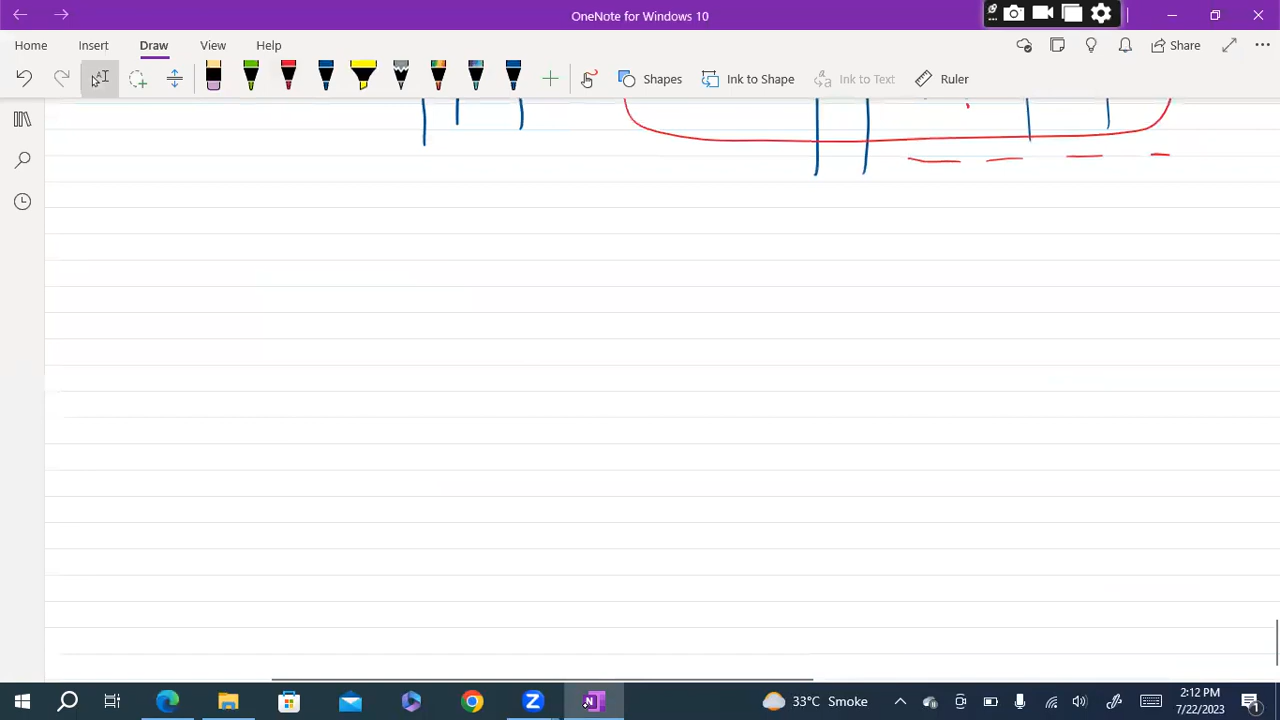 OneNote for Windows 10
Home Insert Draw View Help Share
Shapes Ink to Shape Ink to Text Ruler
33°C Smoke 2:12 PM
7/22/2023